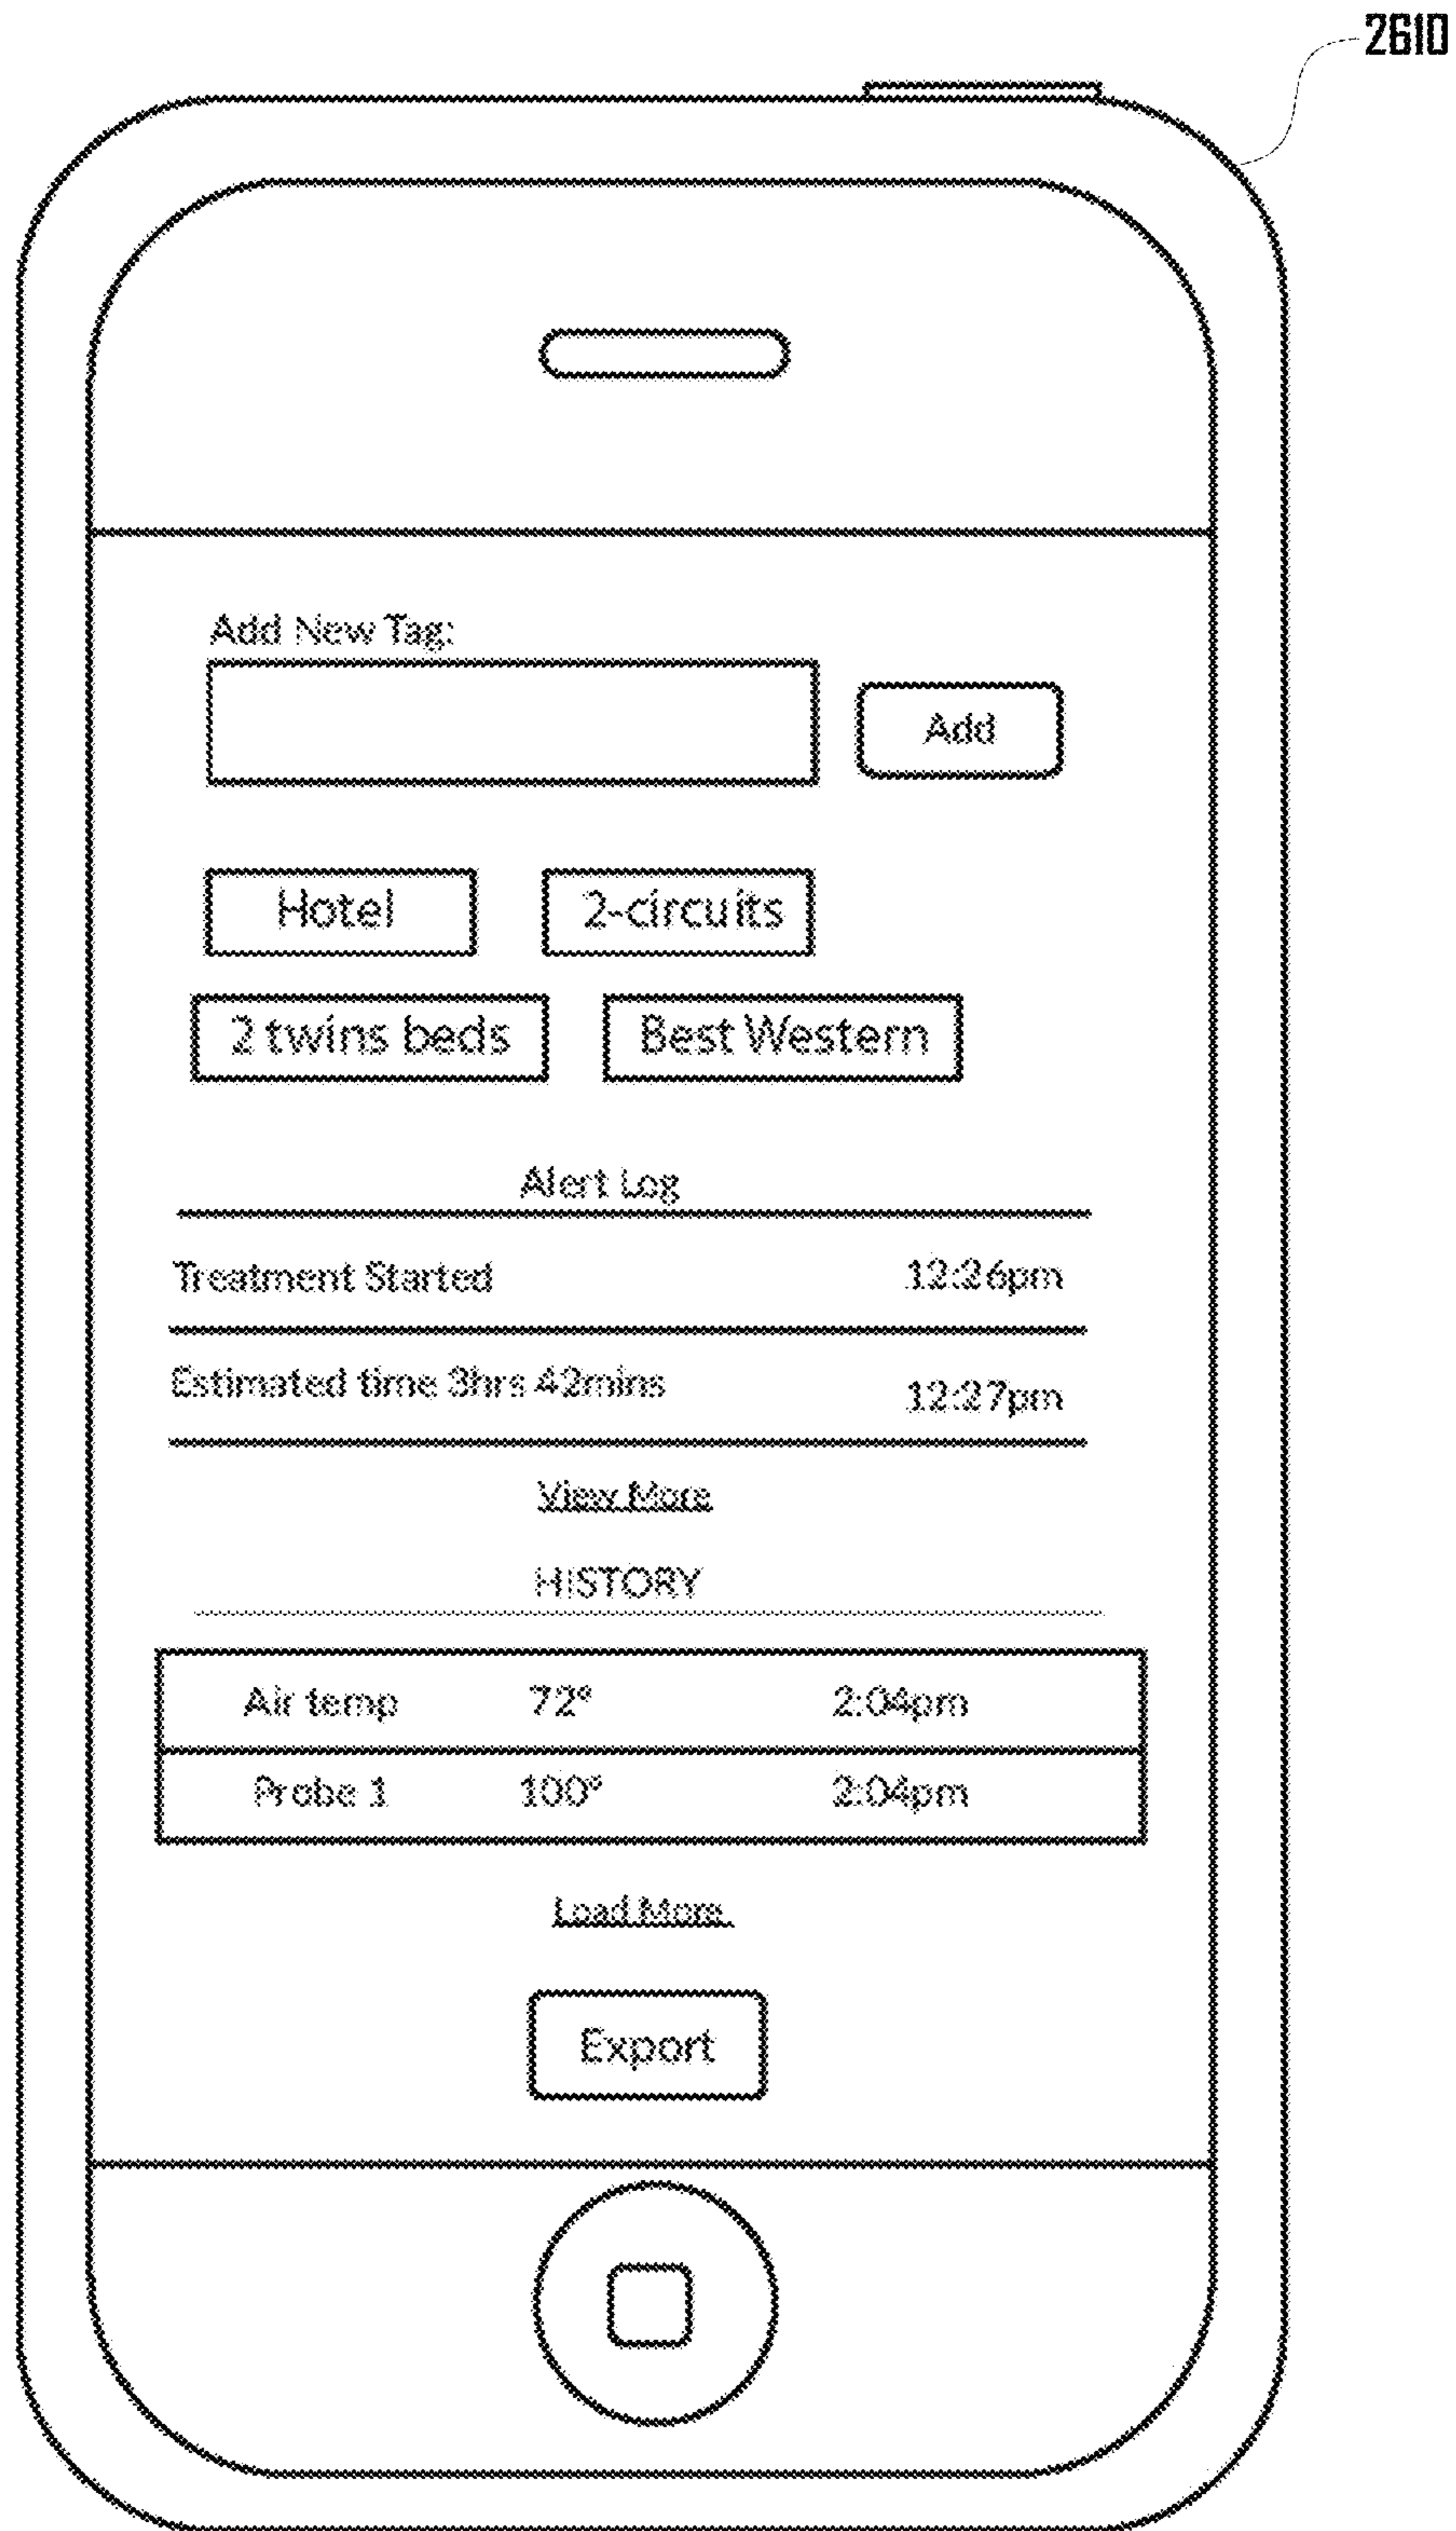 2610
Add New Tag:
Add
Hotel 2-circuits
2 twins beds Best Western
Alert Log
Treatment Started 12:26pm
Estimated time 3hrs 42mins 12:27pm
View More
HISTORY
Air temp 72° 2:04pm
Probe 1 100° 2:04pm
Load More
Export